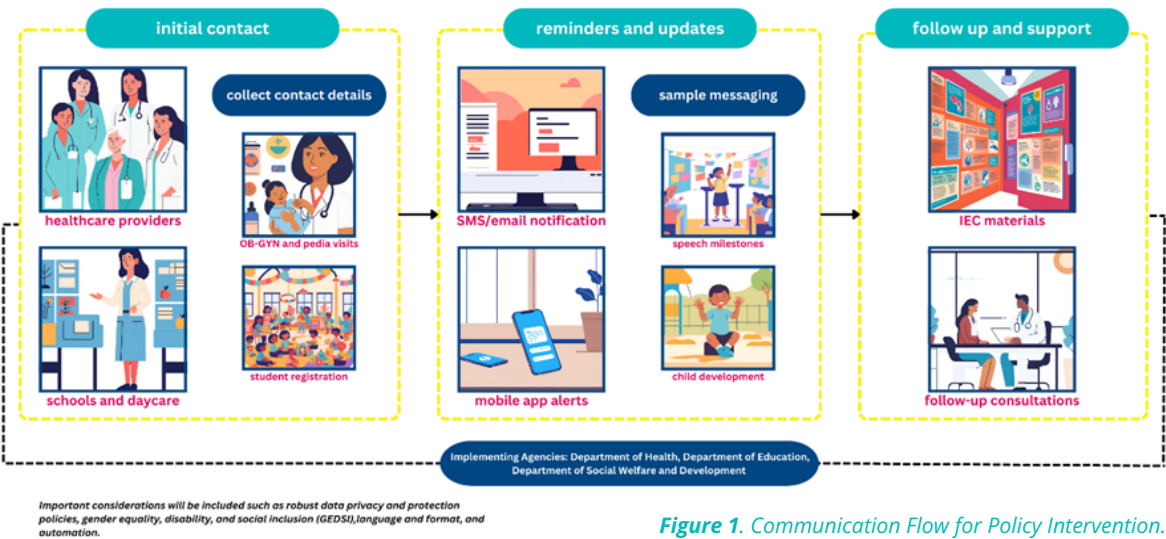 initial contact
healthcare providers
schools and daycare
collect contact details
OB-GYN and pedia visits
student registration
reminders and updates
SMS/email notification
mobile app alerts
sample messaging
speech milestones
child development
follow up and support
IEC materials
follow-up consultations
Implementing Agencies: Department of Health, Department of Education,
Department of Social Welfare and Development
Important considerations will be included such as robust data privacy and protection
policies, gender equality, disability, and social inclusion (GEDSI),language and format, and
automation.
Figure 1. Communication Flow for Policy Intervention.